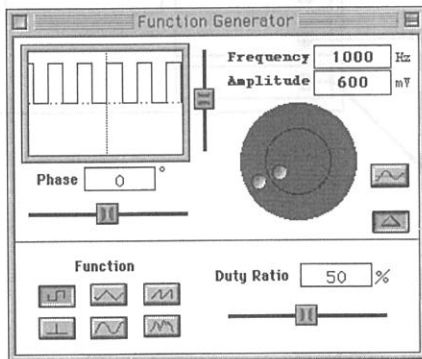 Function Generator
Frequency 1000 Hz
Amplitude 600 mV
Phase 0 °
Function
Duty Ratio 50 %